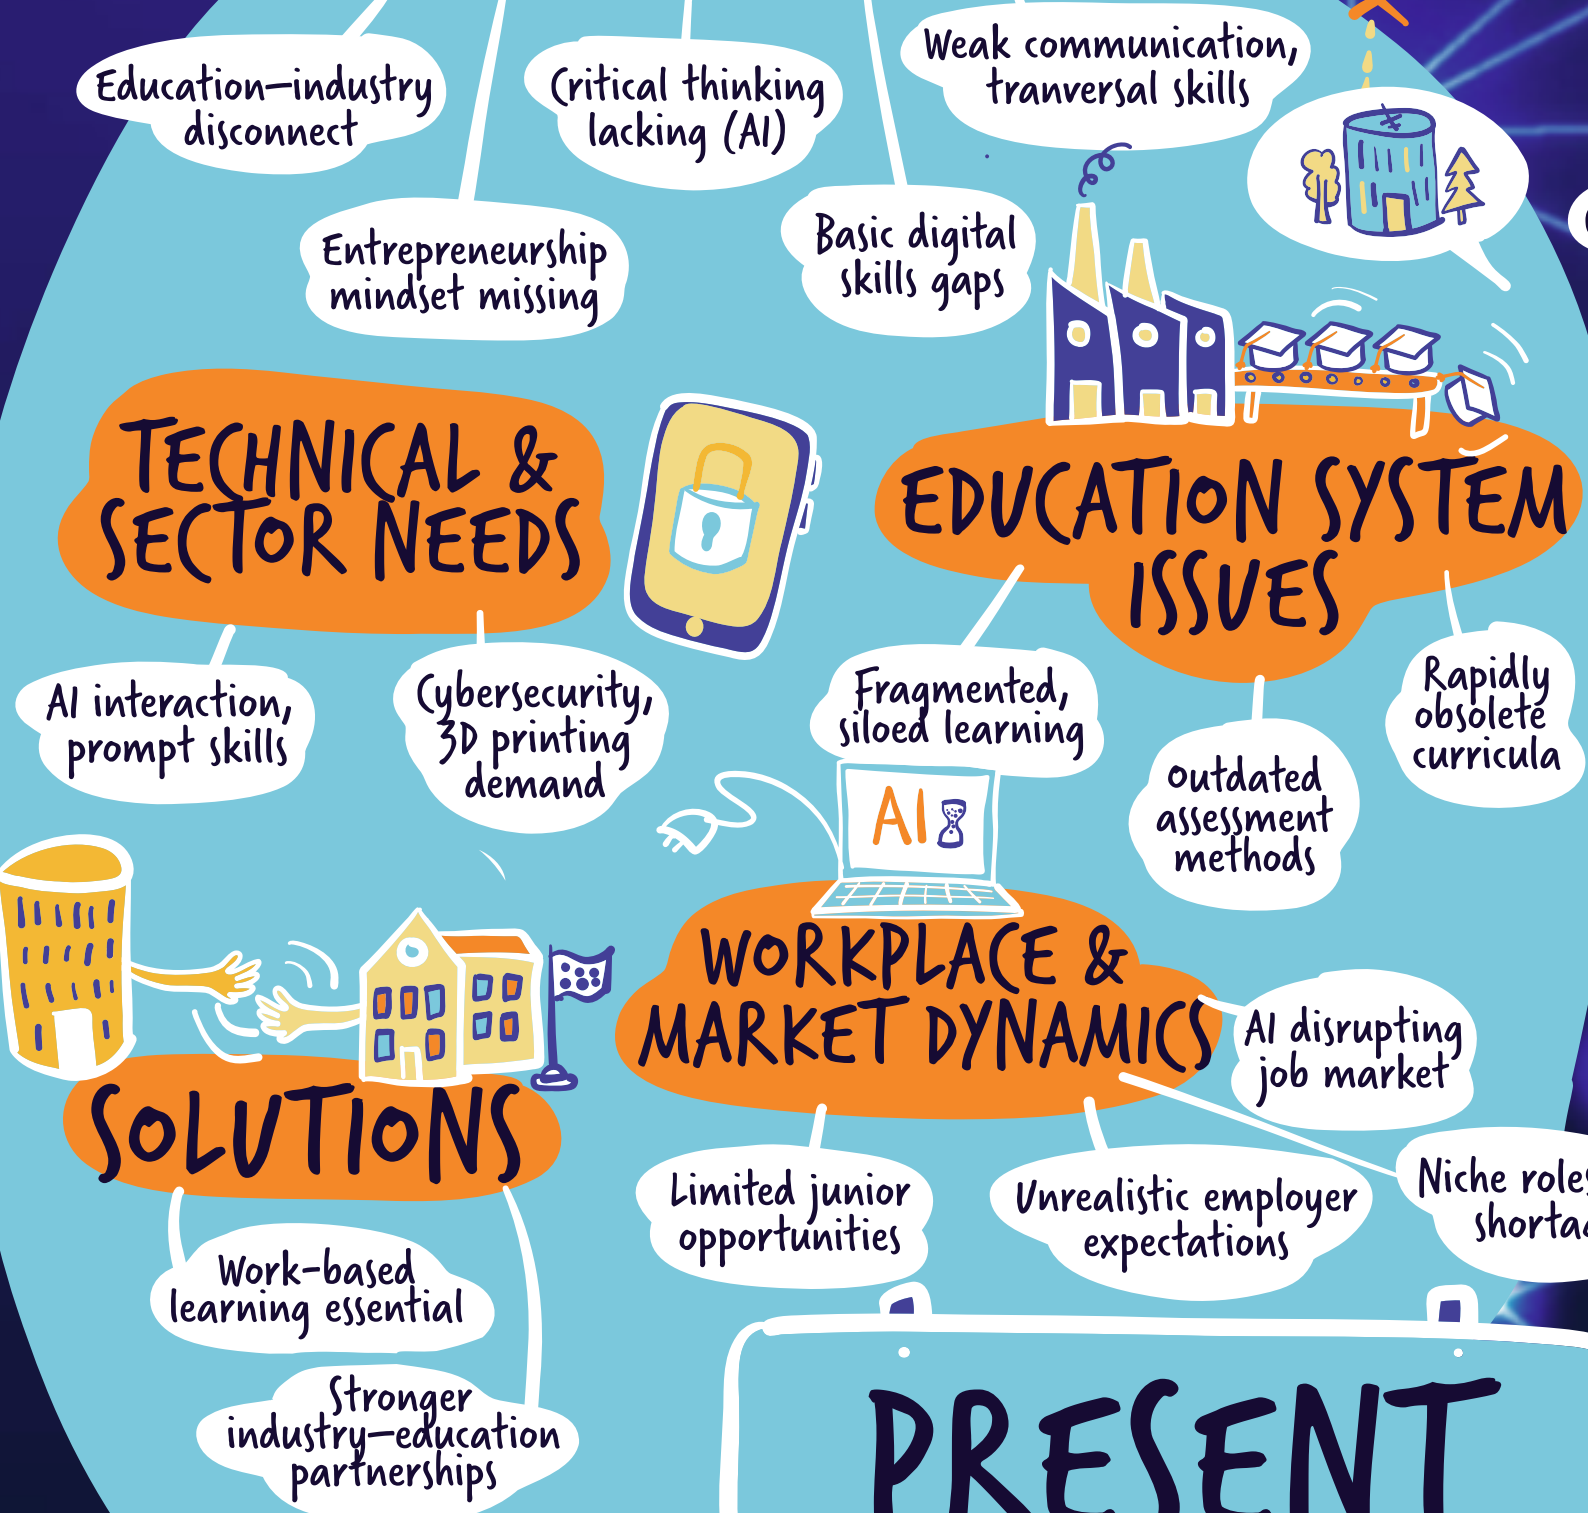 Education—industry
disconnect
Critical thinking
lacking (AI)
Weak communication,
tranversal skills
Entrepreneurship
mindset missing
Basic digital
skills gaps
TECHNICAL &
SECTOR NEEDS
AI interaction,
prompt skills
Cybersecurity,
3D printing
demand
EDUCATION SYSTEM
ISSUES
Fragmented,
siloed learning
Outdated
assessment
methods
Rapidly
obsolete
curricula
AI
WORKPLACE &
MARKET DYNAMICS
AI disrupting
job market
Limited junior
opportunities
Unrealistic employer
expectations
Niche
SOLUTIONS
Work-based
learning essential
Stronger
industry—education
partnerships
PRESENT